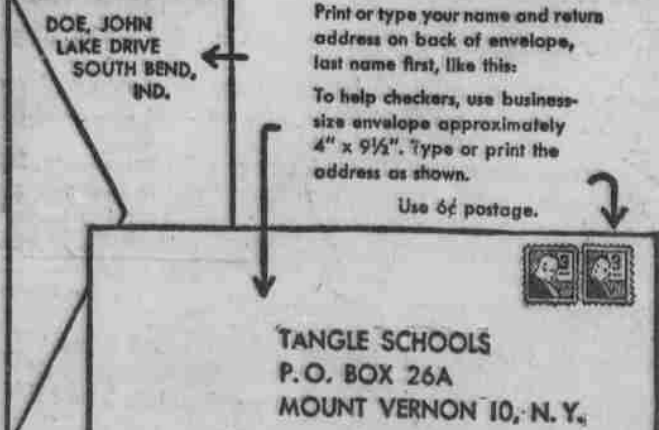 DOE, JOHN
LAKE DRIVE
SOUTH BEND,
IND.
Print or type your name and return
address on back of envelope,
last name first, like this:
To help checkers, use business-
size envelope approximately
4" x 9½". Type or print the
address as shown.
Use 6¢ postage.
3
3
TANGLE SCHOOLS
P. O. BOX 26A
MOUNT VERNON 10, N. Y.